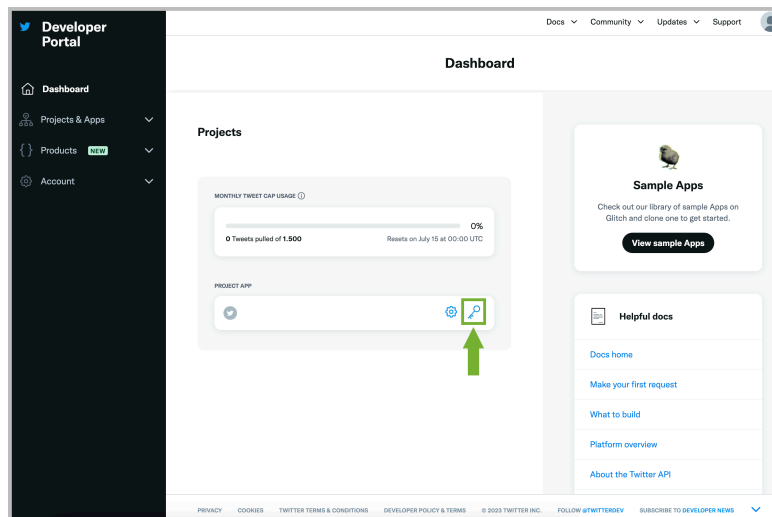 Developer
Portal
Docs
Community
Updates
Support
Dashboard
Dashboard
Projects & Apps
Products NEW
Account
Projects
MONTHLY TWEET CAP USAGE
0%
0 Tweets pulled of 1.500
Resets on July 15 at 00:00 UTC
PROJECT APP
Sample Apps
Check out our library of sample Apps on
Glitch and clone one to get started.
View sample Apps
Helpful docs
Docs home
Make your first request
What to build
Platform overview
About the Twitter API
PRIVACY
COOKIES
TWITTER TERMS & CONDITIONS
DEVELOPER POLICY & TERMS
© 2023 TWITTER INC.
FOLLOW @TWITTERDEV
SUBSCRIBE TO DEVELOPER NEWS